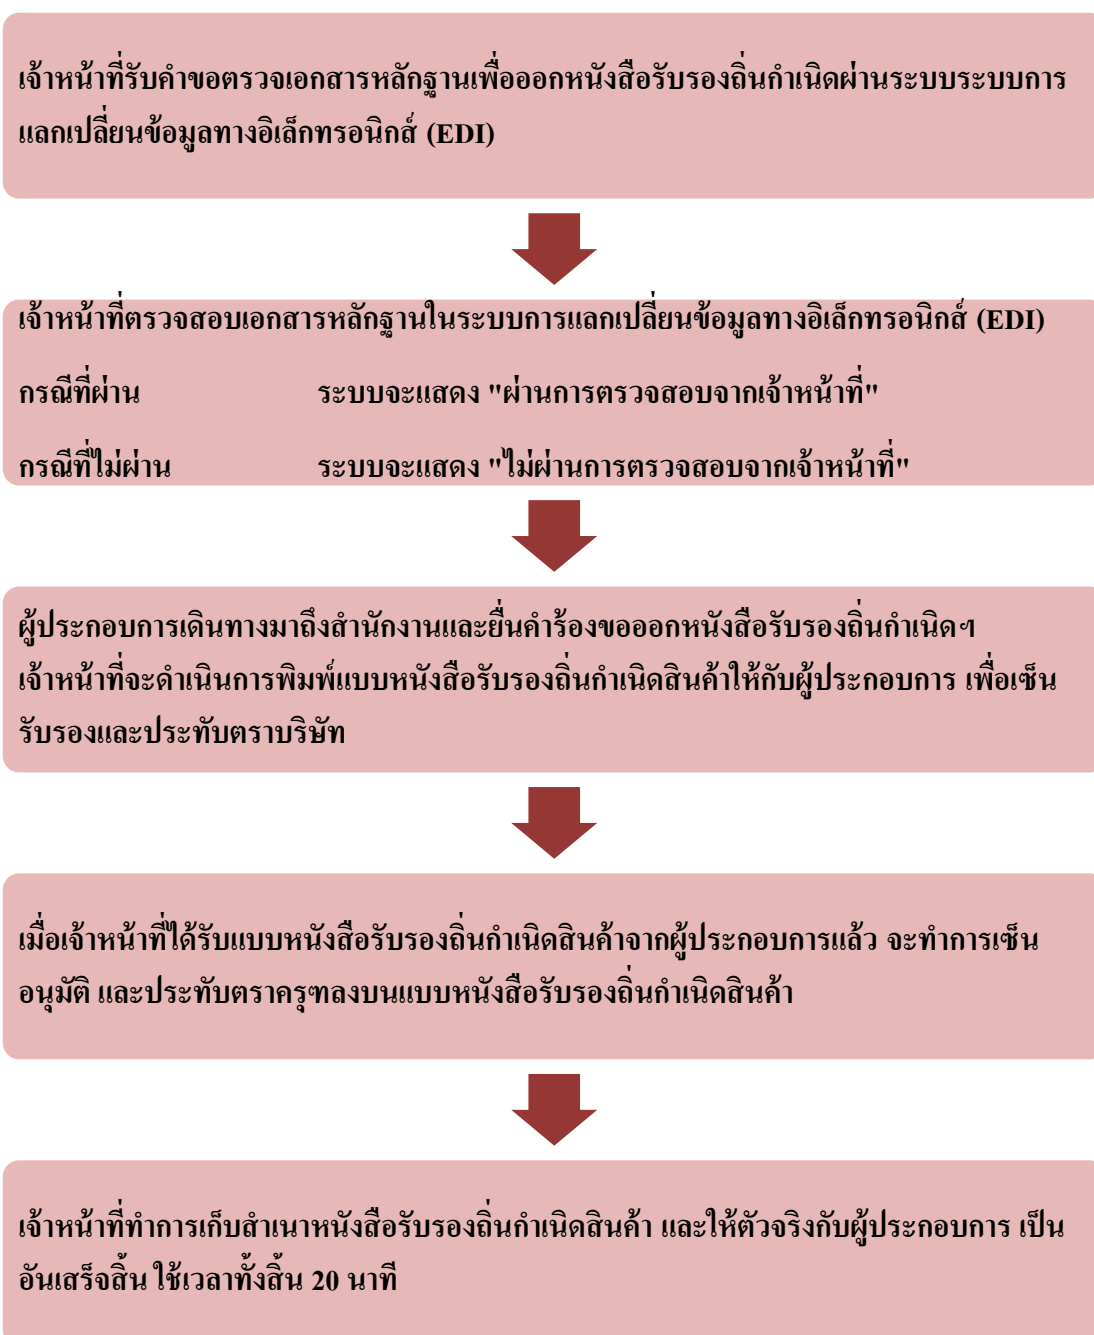 เจ้าหน้าที่รับคำขอตรวจเอกสารหลักฐานเพื่อออกหนังสือรับรองถิ่นกำเนิดผ่านระบบระบบการ
แลกเปลี่ยนข้อมูลทางอิเล็กทรอนิกส์ (EDI)
เจ้าหน้าที่ตรวจสอบเอกสารหลักฐานในระบบการแลกเปลี่ยนข้อมูลทางอิเล็กทรอนิกส์ (EDI)
กรณีที่ผ่าน ระบบจะแสดง "ผ่านการตรวจสอบจากเจ้าหน้าที่"
กรณีที่ไม่ผ่าน ระบบจะแสดง "ไม่ผ่านการตรวจสอบจากเจ้าหน้าที่"
ผู้ประกอบการเดินทางมาถึงสำนักงานและยื่นคำร้องขอออกหนังสือรับรองถิ่นกำเนิดฯ
เจ้าหน้าที่จะดำเนินการพิมพ์แบบหนังสือรับรองถิ่นกำเนิดสินค้าให้กับผู้ประกอบการ เพื่อเซ็น
รับรองและประทับตราบริษัท
เมื่อเจ้าหน้าที่ได้รับแบบหนังสือรับรองถิ่นกำเนิดสินค้าจากผู้ประกอบการแล้ว จะทำการเซ็น
อนุมัติ และประทับตราครุฑลงบนแบบหนังสือรับรองถิ่นกำเนิดสินค้า
เจ้าหน้าที่ทำการเก็บสำเนาหนังสือรับรองถิ่นกำเนิดสินค้า และให้ตัวจริงกับผู้ประกอบการ เป็น
อันเสร็จสิ้น ใช้เวลาทั้งสิ้น 20 นาที